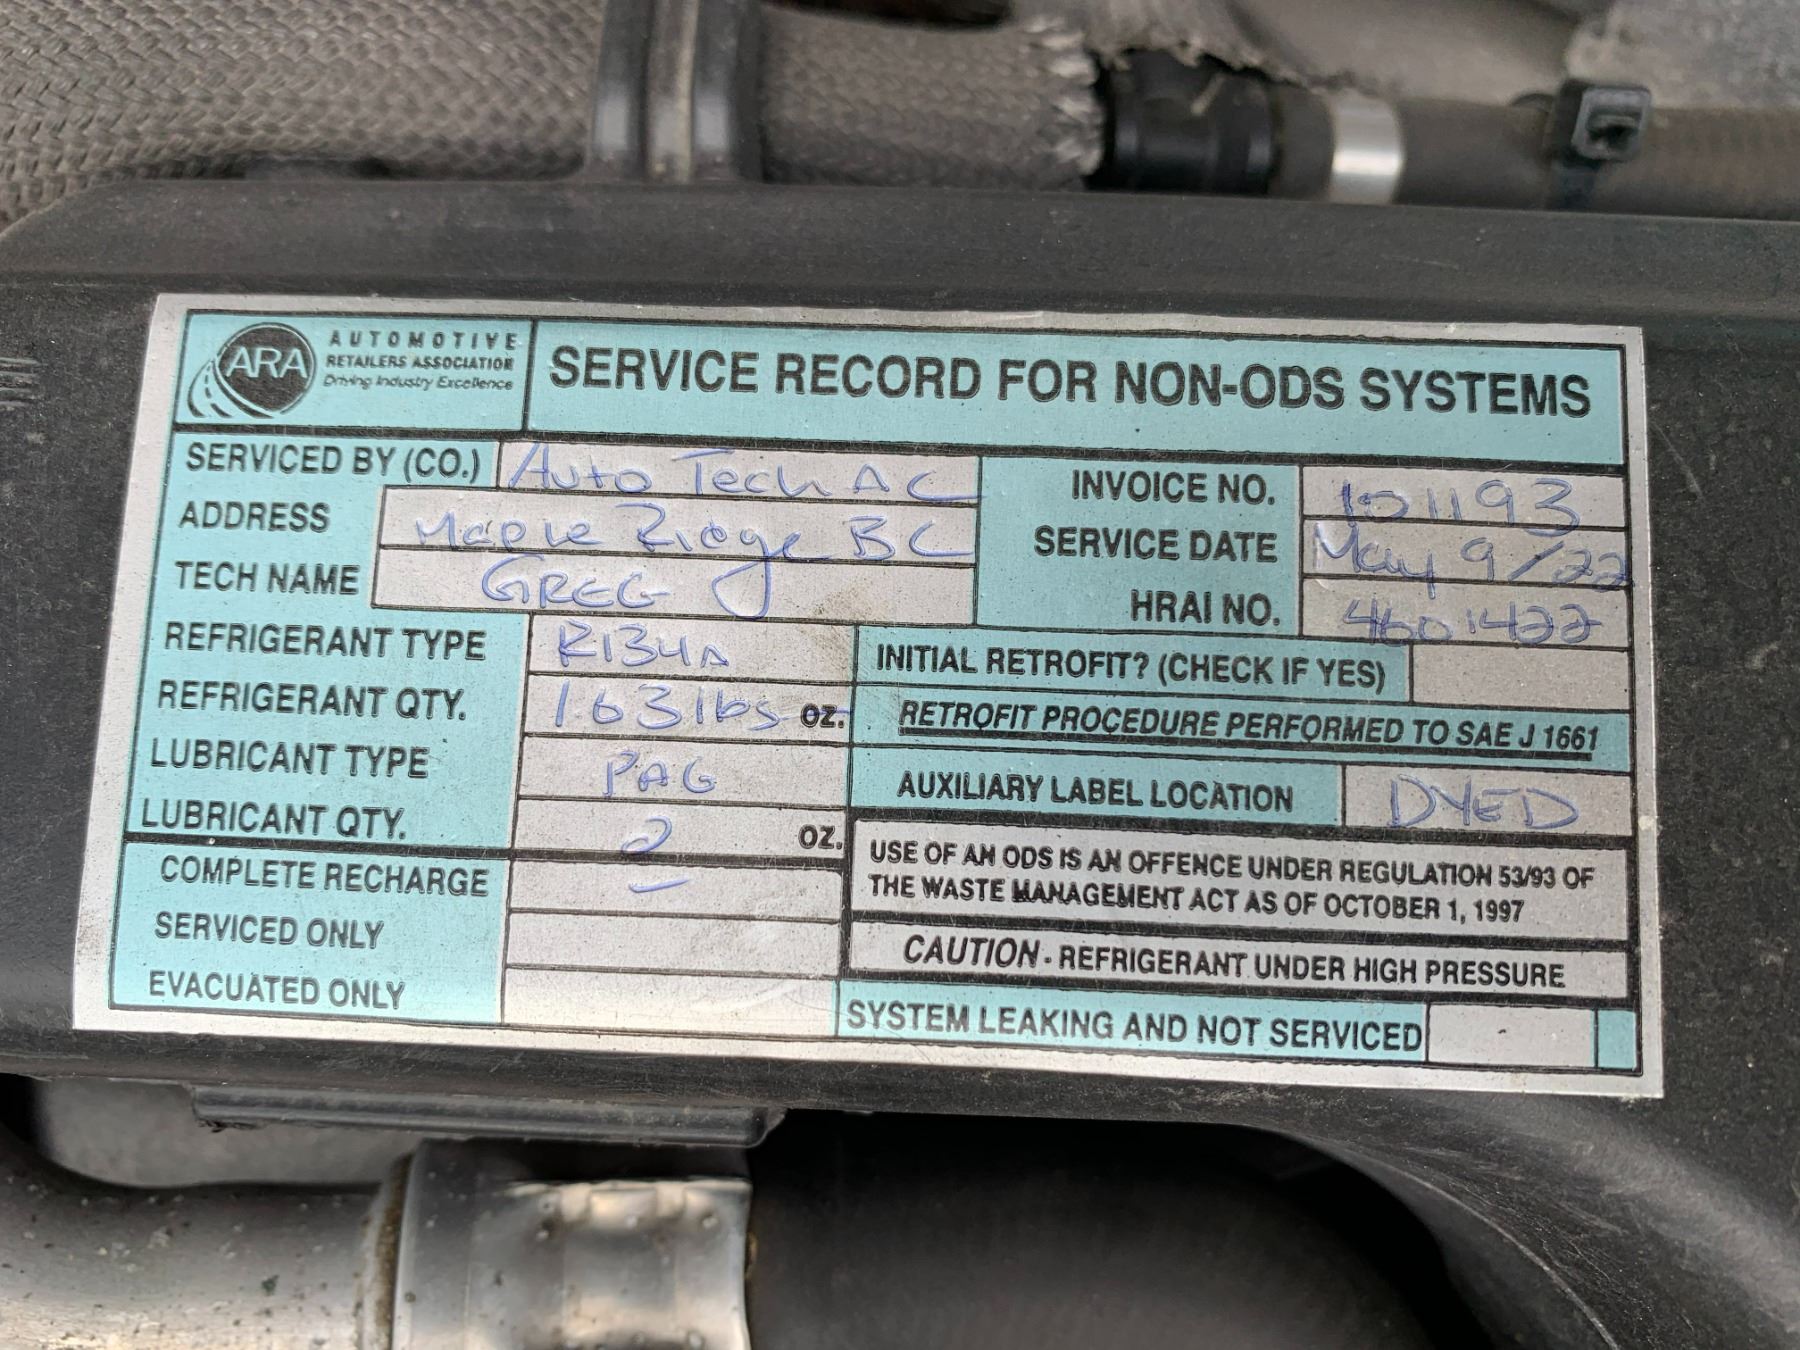 ARA AUTOMOTIVE
RETAILERS ASSOCIATION
Driving Industry Excellence
SERVICE RECORD FOR NON-ODS SYSTEMS
SERVICED BY (CO.) Auto Tech AC
ADDRESS Maple Ridge BC
TECH NAME GREG
INVOICE NO. 101193
SERVICE DATE May 9/22
HRAI NO. 4601422
REFRIGERANT TYPE R134A
REFRIGERANT QTY. 1.63 lbs OZ.
LUBRICANT TYPE PAG
LUBRICANT QTY. 2 OZ.
COMPLETE RECHARGE –
SERVICED ONLY
EVACUATED ONLY
INITIAL RETROFIT? (CHECK IF YES)
RETROFIT PROCEDURE PERFORMED TO SAE J 1661
AUXILIARY LABEL LOCATION DYED
USE OF AN ODS IS AN OFFENCE UNDER REGULATION 53/93 OF
THE WASTE MANAGEMENT ACT AS OF OCTOBER 1, 1997
CAUTION - REFRIGERANT UNDER HIGH PRESSURE
SYSTEM LEAKING AND NOT SERVICED